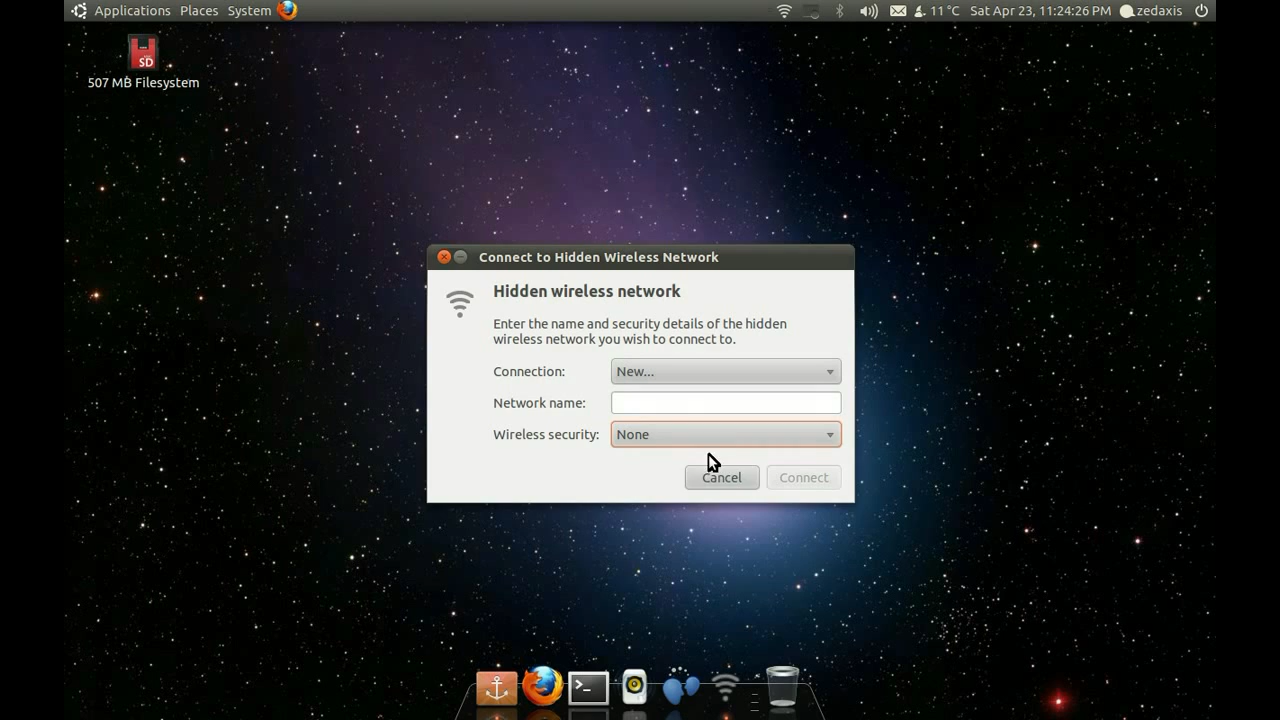 Applications Places System 11 °C Sat Apr 23, 11:24:26 PM zedaxis
SD
507 MB Filesystem
Connect to Hidden Wireless Network
Hidden wireless network
Enter the name and security details of the hidden
wireless network you wish to connect to.
Connection: New...
Network name:
Wireless security: None
Cancel Connect
>_